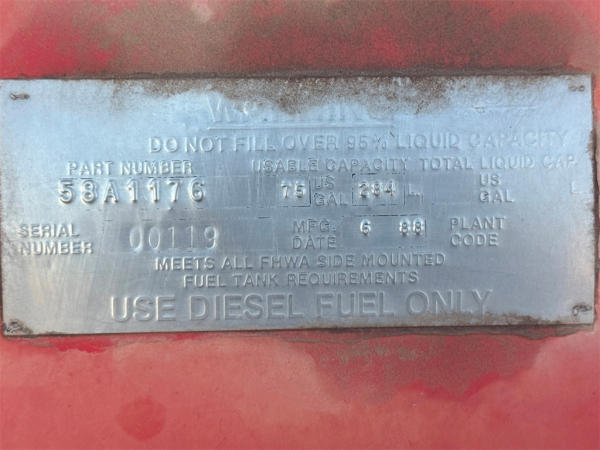 DO NOT FILL OVER 95% LIQUID CAPACITY
PART NUMBER USABLE CAPACITY TOTAL LIQUID CAP
58A1176 75 US GAL 284 L US GAL L
SERIAL NUMBER 00119 MFG. DATE 6 88 PLANT CODE
MEETS ALL FHWA SIDE MOUNTED
FUEL TANK REQUIREMENTS
USE DIESEL FUEL ONLY